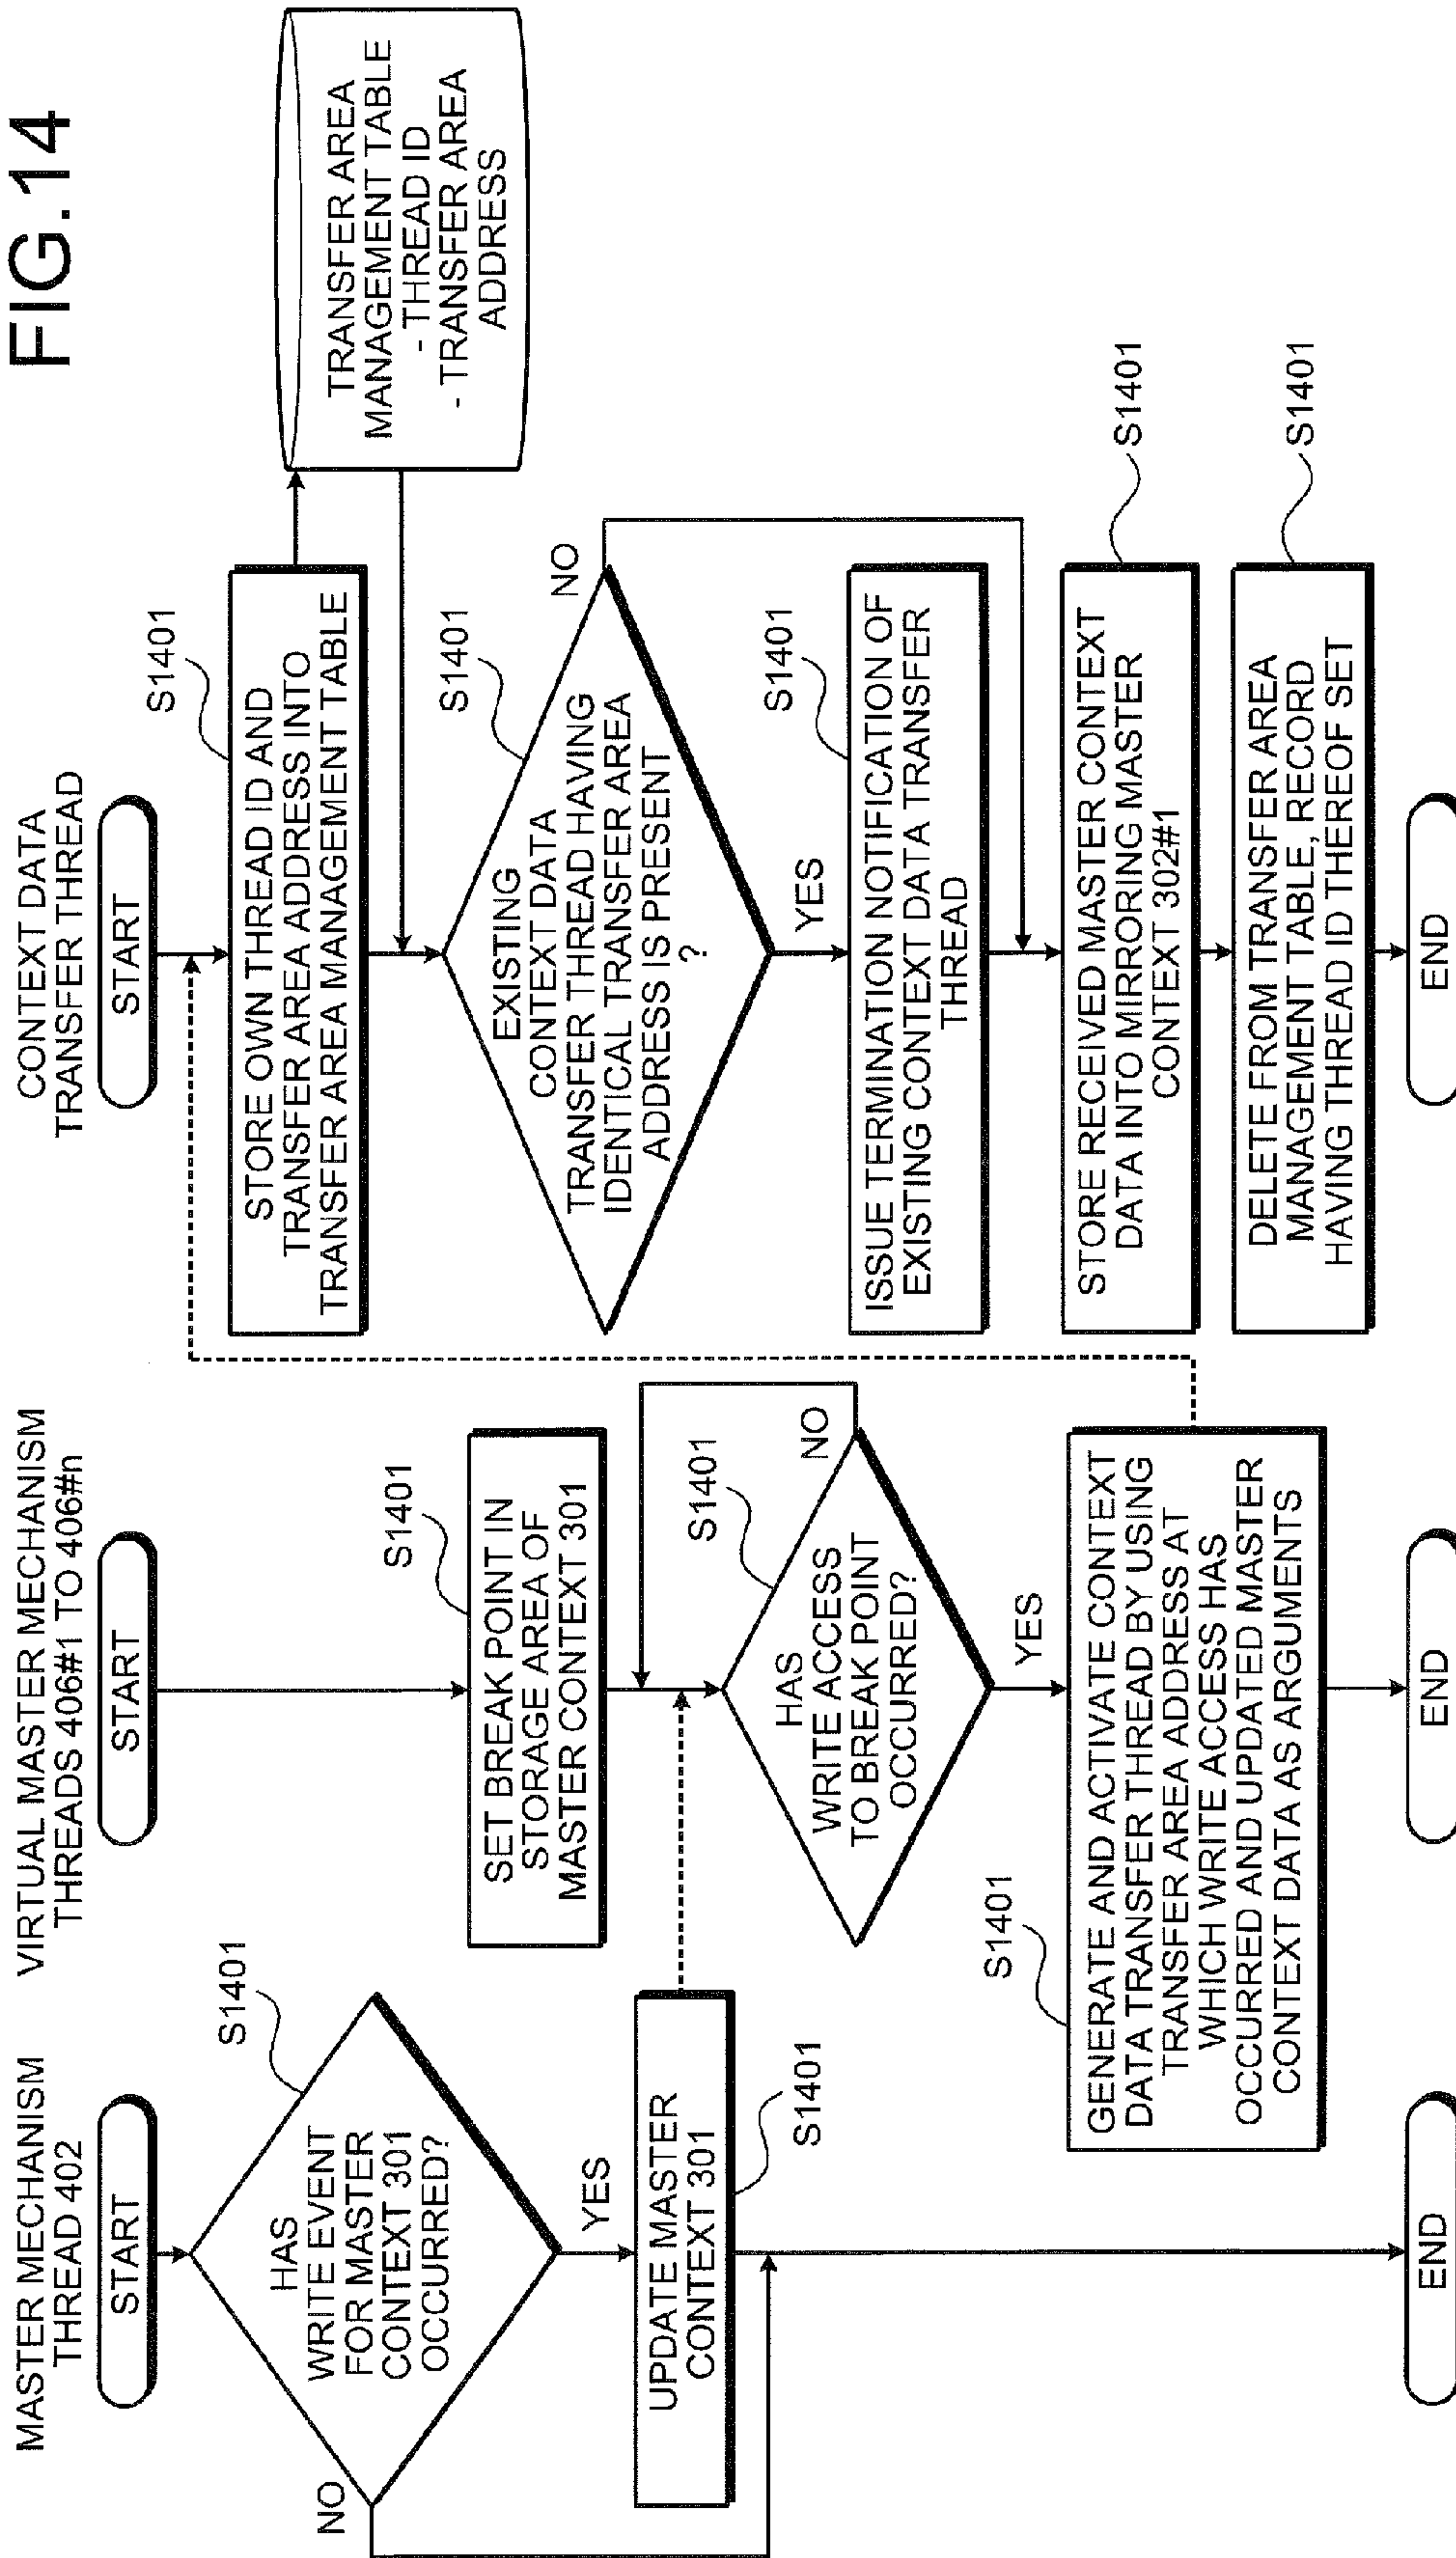 FIG.14
MASTER MECHANISM
THREAD 402
START
S1401
HAS
WRITE EVENT
FOR MASTER
CONTEXT 301
OCCURRED?
NO
YES
UPDATE MASTER
CONTEXT 301
S1401
END
VIRTUAL MASTER MECHANISM
THREADS 406#1 TO 406#n
START
S1401
SET BREAK POINT IN
STORAGE AREA OF
MASTER CONTEXT 301
S1401
HAS
WRITE ACCESS
TO BREAK POINT
OCCURRED?
NO
YES
S1401
GENERATE AND ACTIVATE CONTEXT
DATA TRANSFER THREAD BY USING
TRANSFER AREA ADDRESS AT
WHICH WRITE ACCESS HAS
OCCURRED AND UPDATED MASTER
CONTEXT DATA AS ARGUMENTS
END
CONTEXT DATA
TRANSFER THREAD
START
S1401
STORE OWN THREAD ID AND
TRANSFER AREA ADDRESS INTO
TRANSFER AREA MANAGEMENT TABLE
TRANSFER AREA
MANAGEMENT TABLE
- THREAD ID
- TRANSFER AREA
ADDRESS
S1401
EXISTING
CONTEXT DATA
TRANSFER THREAD HAVING
IDENTICAL TRANSFER AREA
ADDRESS IS PRESENT
?
NO
YES
S1401
ISSUE TERMINATION NOTIFICATION OF
EXISTING CONTEXT DATA TRANSFER
THREAD
STORE RECEIVED MASTER CONTEXT
DATA INTO MIRRORING MASTER
CONTEXT 302#1
S1401
DELETE FROM TRANSFER AREA
MANAGEMENT TABLE, RECORD
HAVING THREAD ID THEREOF SET
S1401
END